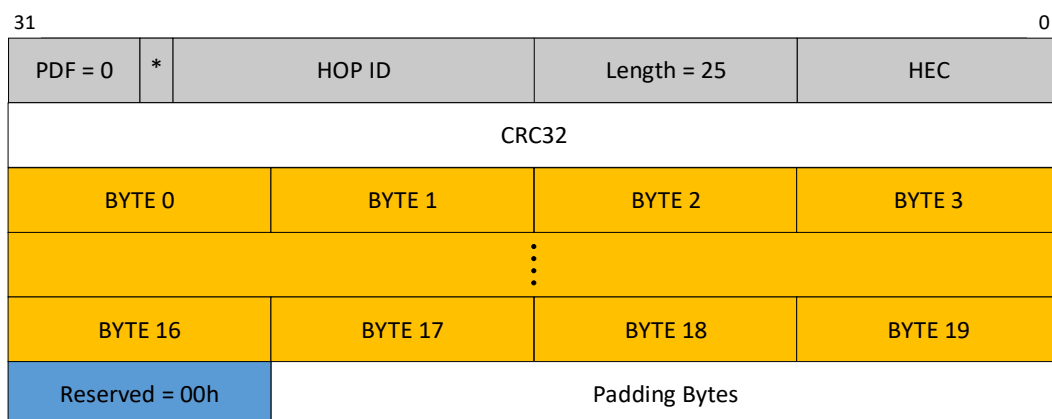 31 0
PDF = 0 * HOP ID Length = 25 HEC
CRC32
BYTE 0 BYTE 1 BYTE 2 BYTE 3
BYTE 16 BYTE 17 BYTE 18 BYTE 19
Reserved = 00h Padding Bytes